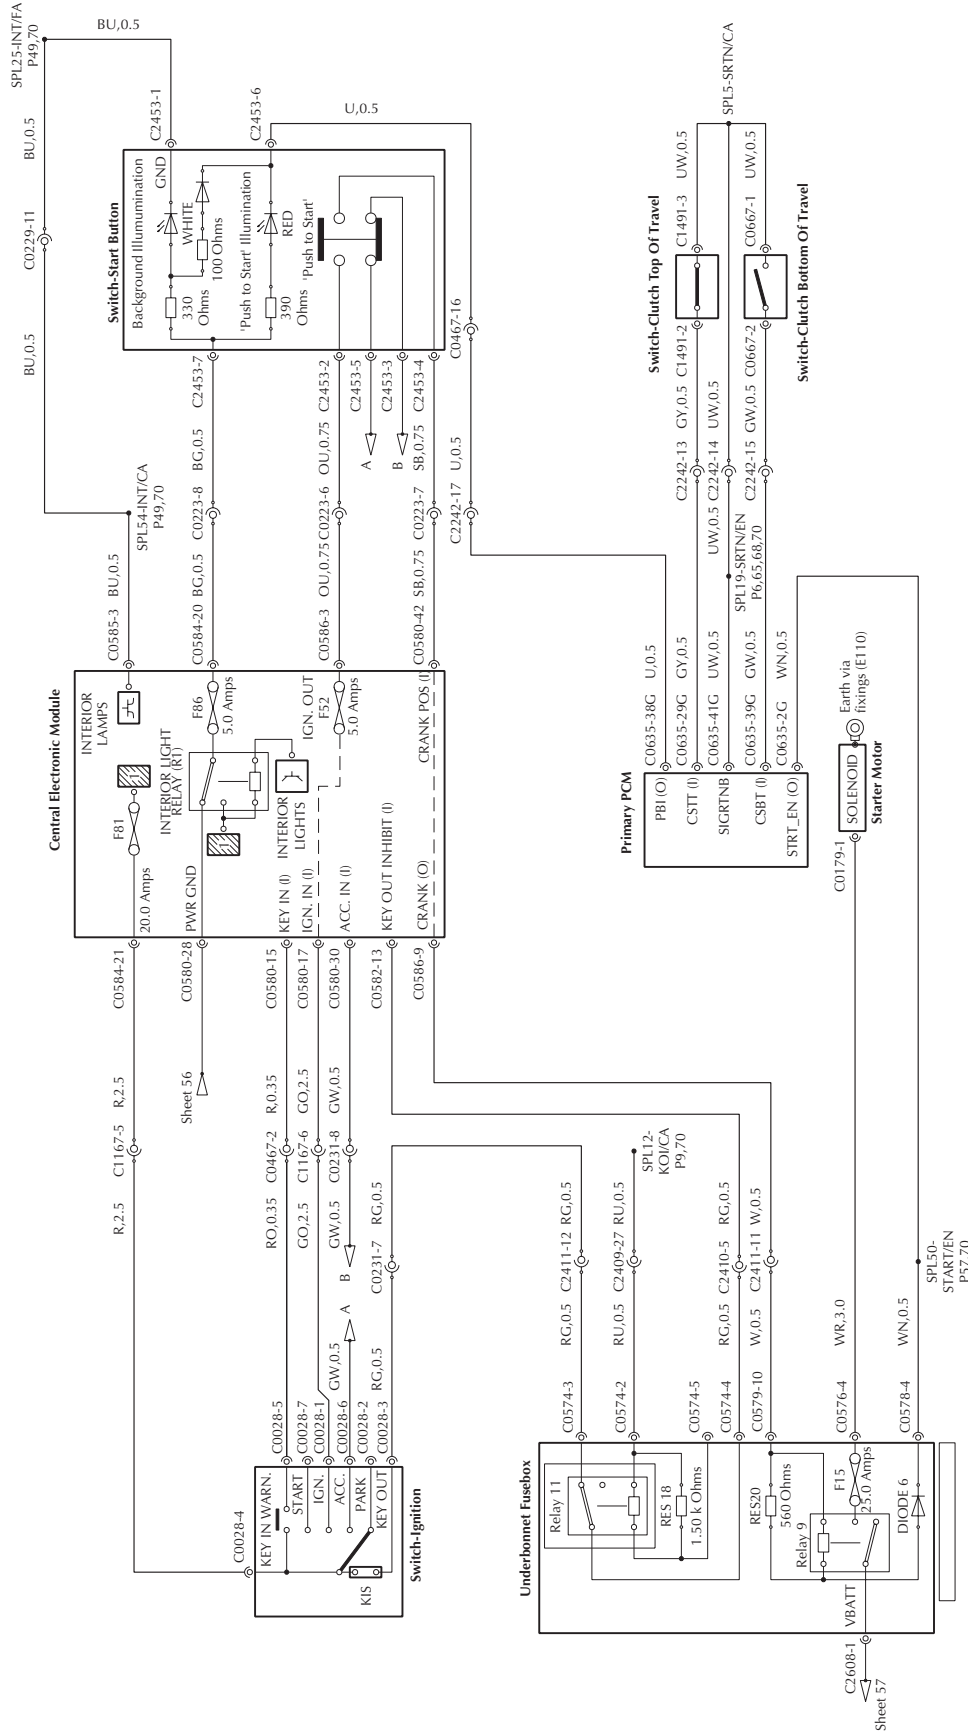 SPL25-INT/FA
P49,70
BU,0.5
BU,0.5
C0229-11
BU,0.5
C2453-1
C2453-6
U,0.5
Switch-Start Button
Background Illumumination
GND
WHITE
330
Ohms
100 Ohms
'Push to Start' Illumination
RED
390
Ohms
'Push to Start'
C2453-7
C2453-2
C2453-5
C2453-3
C2453-4
C0467-16
A
B
BG,0.5
OU,0.75
SB,0.75
U,0.5
SPL54-INT/CA
P49,70
C0223-8
C0223-6
C0223-7
C2242-17
BU,0.5
BG,0.5
OU,0.75
SB,0.75
C0585-3
C0584-20
C0586-3
C0580-42
Central Electronic Module
INTERIOR
LAMPS
F81
20.0 Amps
1
INTERIOR LIGHT
RELAY (R1)
F86
5.0 Amps
1
INTERIOR
LIGHTS
IGN. OUT
F52
5.0 Amps
PWR GND
KEY IN (I)
IGN. IN (I)
ACC. IN (I)
KEY OUT INHIBIT (I)
CRANK (O)
CRANK POS (I)
C0584-21
C0580-28
C0580-15
C0580-17
C0580-30
C0582-13
C0586-9
Sheet 56
R,2.5
R,0.35
GO,2.5
GW,0.5
C1167-5
C0467-2
C1167-6
C0231-8
R,2.5
RO,0.35
GO,2.5
GW,0.5
RG,0.5
C0231-7
B
A
GW,0.5
RG,0.5
C0028-4
C0028-5
C0028-7
C0028-1
C0028-6
C0028-2
C0028-3
KEY IN WARN.
START
IGN.
ACC.
PARK
KEY OUT
KIS
Switch-Ignition
SPL5-SRTN/CA
UW,0.5
UW,0.5
Switch-Clutch Top Of Travel
C1491-3
C0667-1
Switch-Clutch Bottom Of Travel
C1491-2
C0667-2
GY,0.5
UW,0.5
GW,0.5
C2242-13
C2242-14
C2242-15
UW,0.5
SPL19-SRTN/EN
P6,65,68,70
U,0.5
GY,0.5
UW,0.5
GW,0.5
WN,0.5
C0635-38G
C0635-29G
C0635-41G
C0635-39G
C0635-2G
Primary PCM
PBI (O)
CSTT (I)
SIGRTNB
CSBT (I)
STRT_EN (O)
Earth via
fixings (E110)
SOLENOID
Starter Motor
C0179-1
SPL12-
KOI/CA
P9,70
RG,0.5
RU,0.5
RG,0.5
W,0.5
C2411-12
C2409-27
C2410-5
C2411-11
RG,0.5
RU,0.5
RG,0.5
W,0.5
WR,3.0
WN,0.5
SPL50-
START/EN
P57,70
C0574-3
C0574-2
C0574-5
C0574-4
C0579-10
C0576-4
C0578-4
Underbonnet Fusebox
Relay 11
RES 18
1.50 k Ohms
RES20
560 Ohms
Relay 9
F15
25.0 Amps
DIODE 6
VBATT
C2608-1
Sheet 57